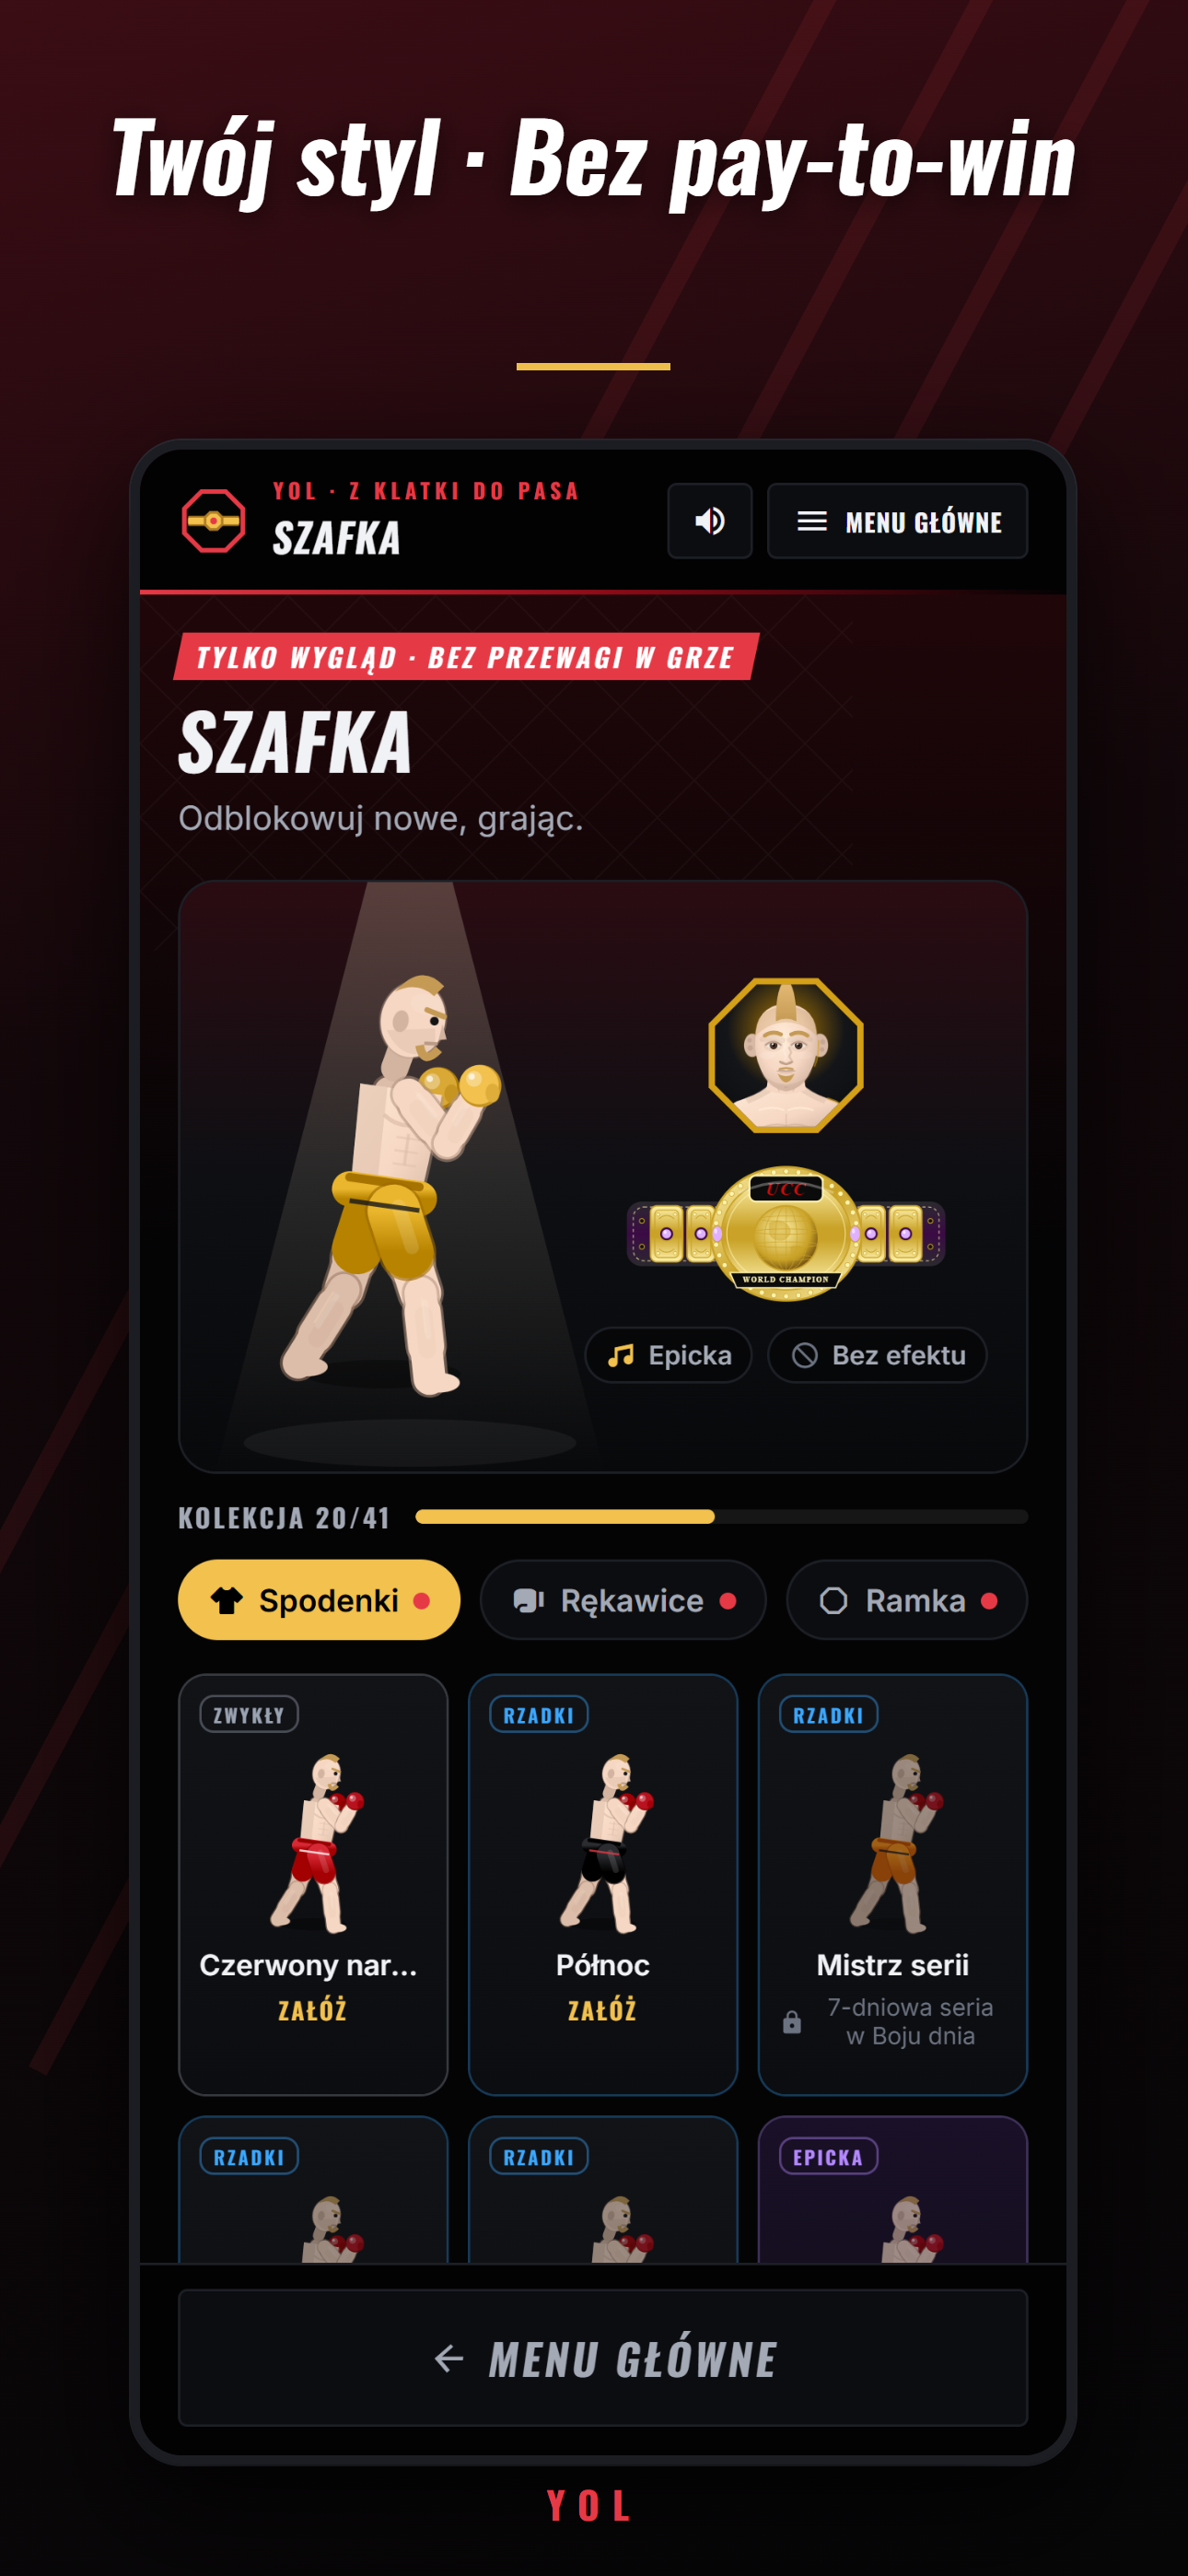 Twój styl · Bez pay-to-win
YOL · Z KLATKI DO PASA
SZAFKA
MENU GŁÓWNE
TYLKO WYGLĄD · BEZ PRZEWAGI W GRZE
SZAFKA
Odblokowuj nowe, grając.
UCC
WORLD CHAMPION
Epicka
Bez efektu
KOLEKCJA 20/41
Spodenki
Rękawice
Ramka
ZWYKŁY
RZADKI
RZADKI
Czerwony nar...
Północ
Mistrz serii
ZAŁÓŻ
ZAŁÓŻ
7-dniowa seria
w Boju dnia
RZADKI
RZADKI
EPICKA
← MENU GŁÓWNE
YOL